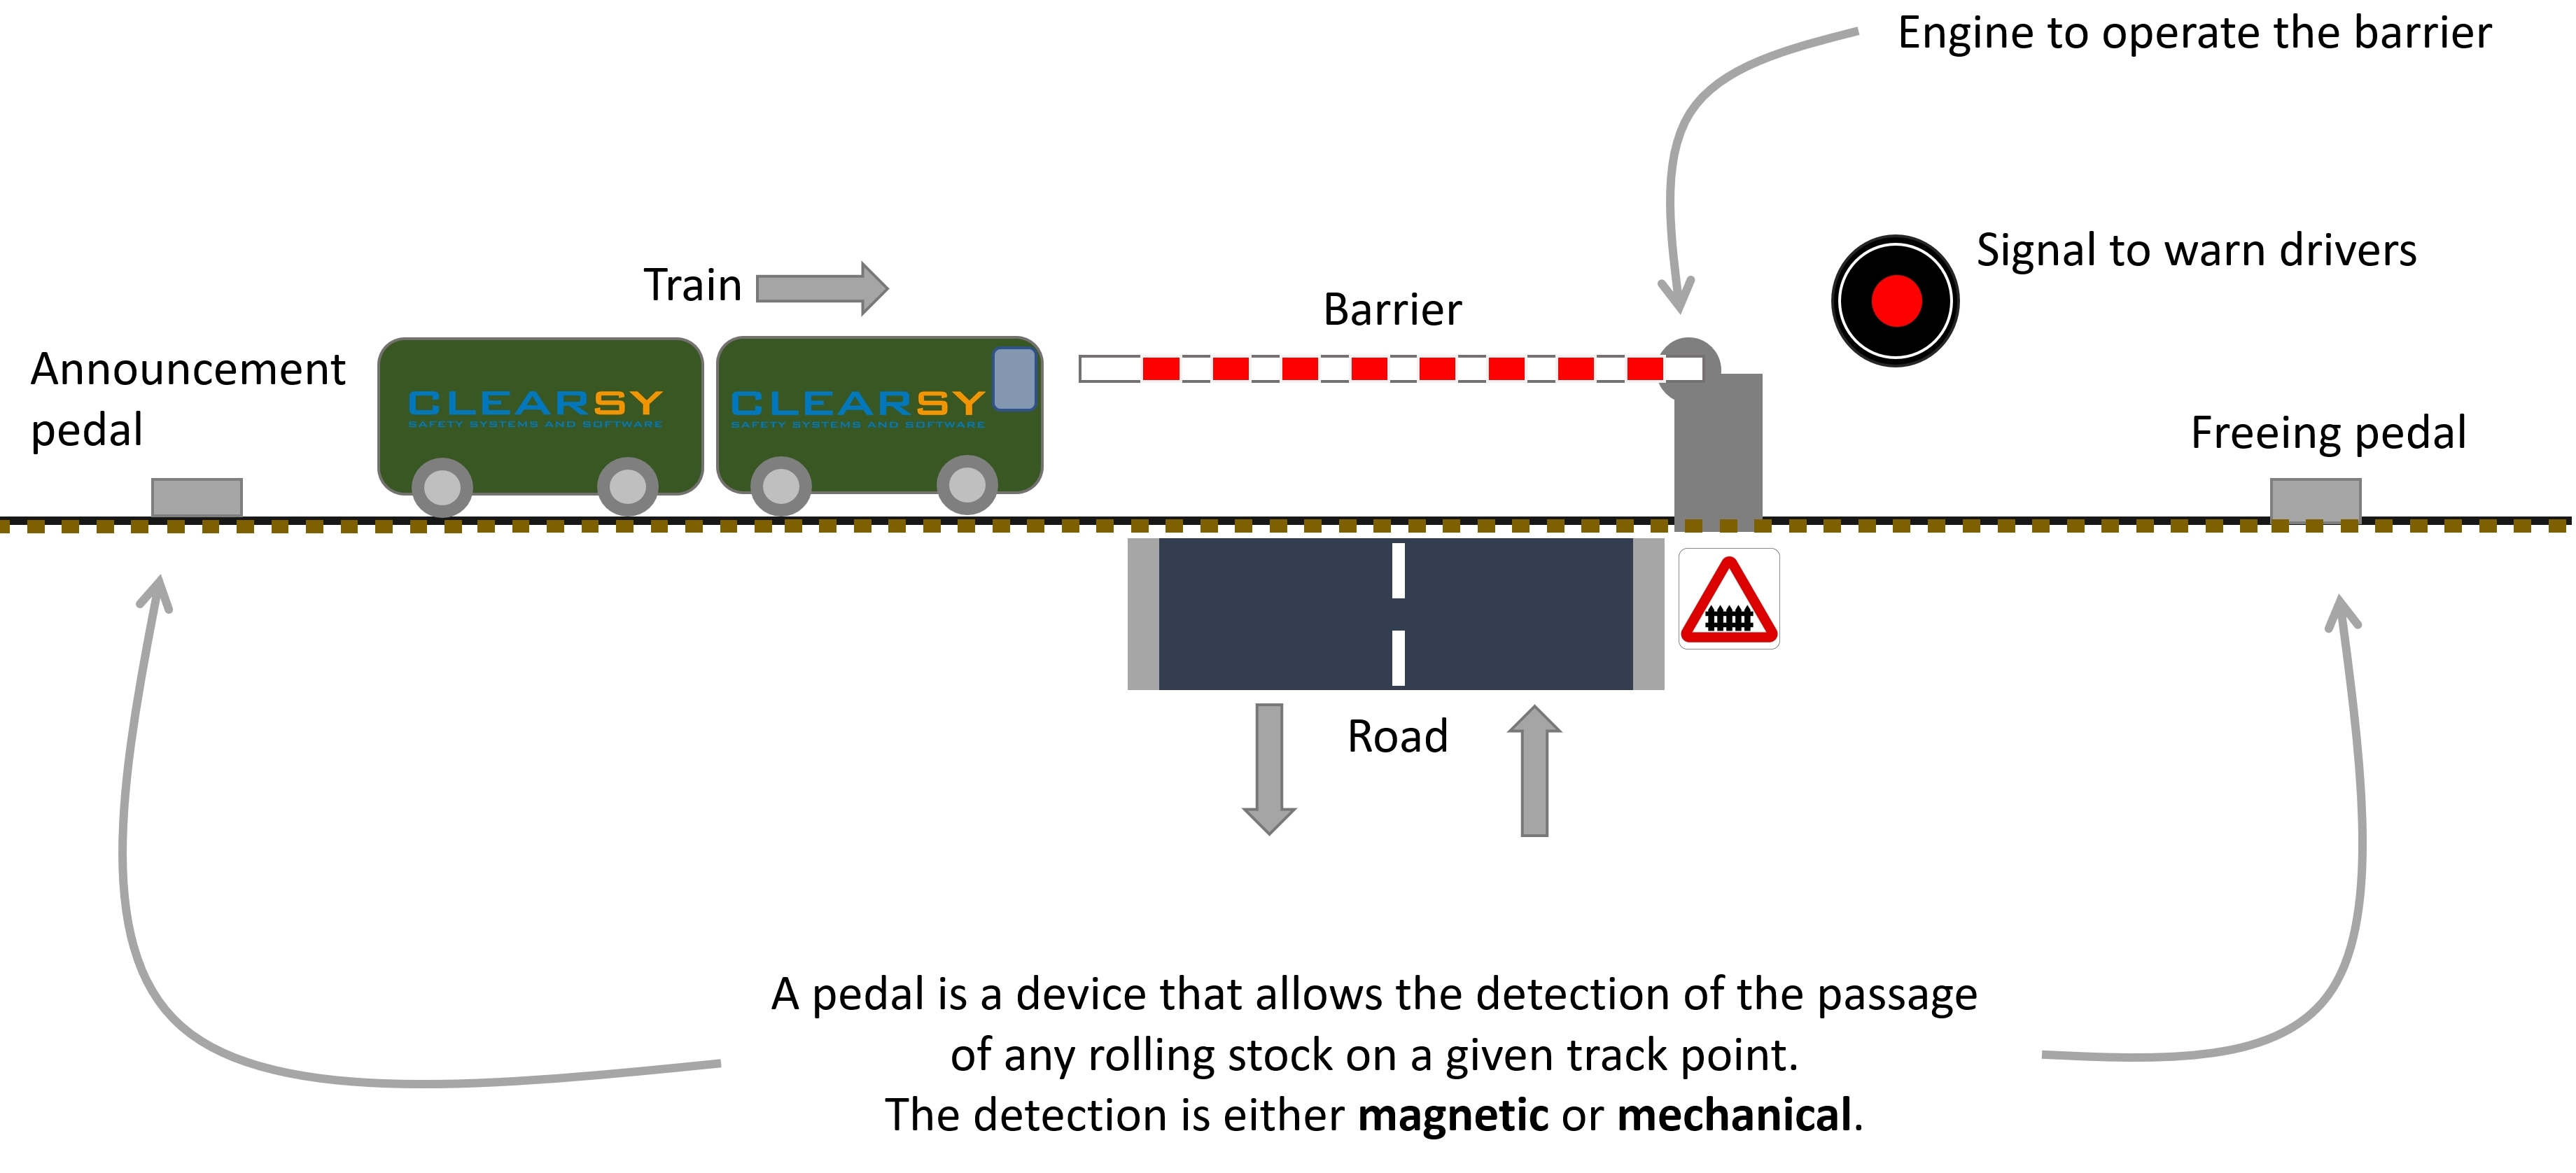 Engine to operate the barrier
Signal to warn drivers
Train
Barrier
Announcement
pedal
CLEARSY
SAFETY SYSTEMS AND SOFTWARE
CLEARSY
SAFETY SYSTEMS AND SOFTWARE
Freeing pedal
Road
A pedal is a device that allows the detection of the passage
of any rolling stock on a given track point.
The detection is either magnetic or mechanical.